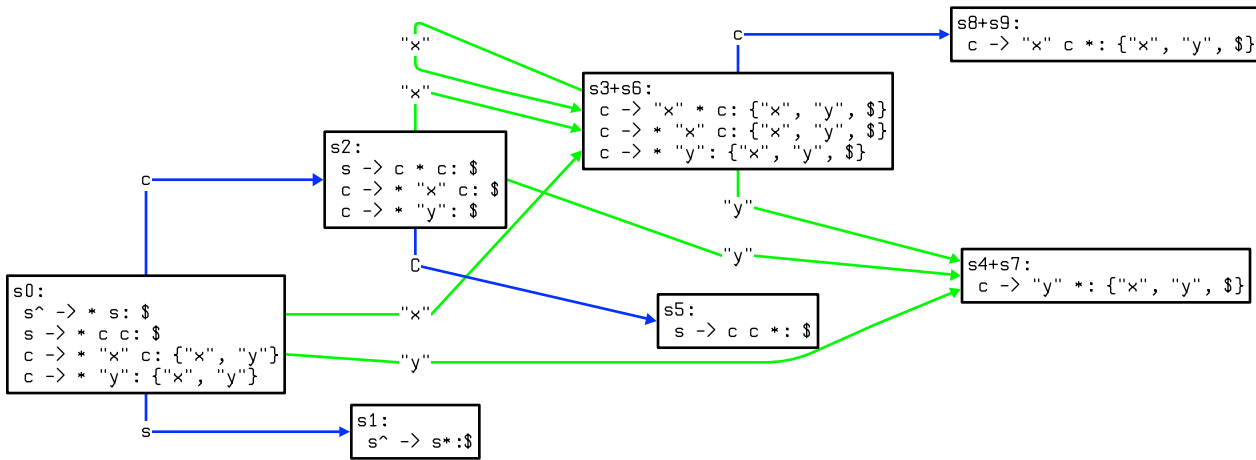 s8+s9:
c -> "x" c *: {"x", "y", $}
c
"x"
s3+s6:
c -> "x" * c: {"x", "y", $}
c -> * "x" c: {"x", "y", $}
c -> * "y": {"x", "y", $}
"x"
s2:
s -> c * c: $
c -> * "x" c: $
c -> * "y": $
c
"y"
"y"
s4+s7:
c -> "y" *: {"x", "y", $}
C
s0:
s^ -> * s: $
s -> * c c: $
c -> * "x" c: {"x", "y"}
c -> * "y": {"x", "y"}
"x"
s5:
s -> c c *: $
"y"
s1:
s^ -> s*:$
s